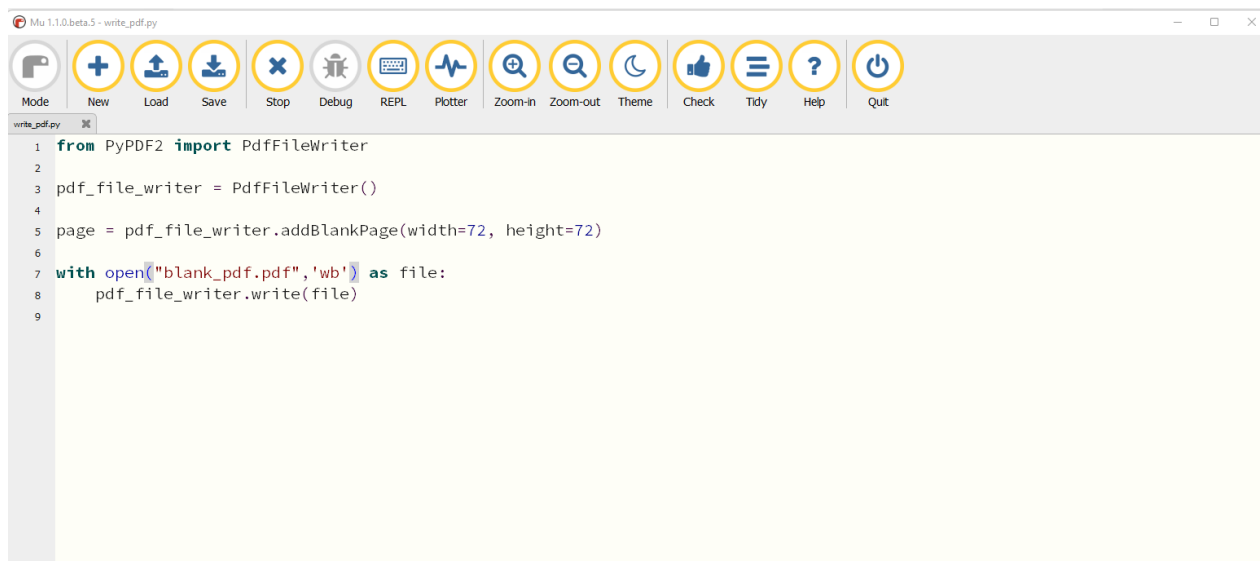 Mu 1.1.0.beta.5 - write_pdf.py
Mode New Load Save Stop Debug REPL Plotter Zoom-in Zoom-out Theme Check Tidy Help Quit
write_pdf.py
1 from PyPDF2 import PdfFileWriter
2
3 pdf_file_writer = PdfFileWriter()
4
5 page = pdf_file_writer.addBlankPage(width=72, height=72)
6
7 with open("blank_pdf.pdf",'wb') as file:
8     pdf_file_writer.write(file)
9